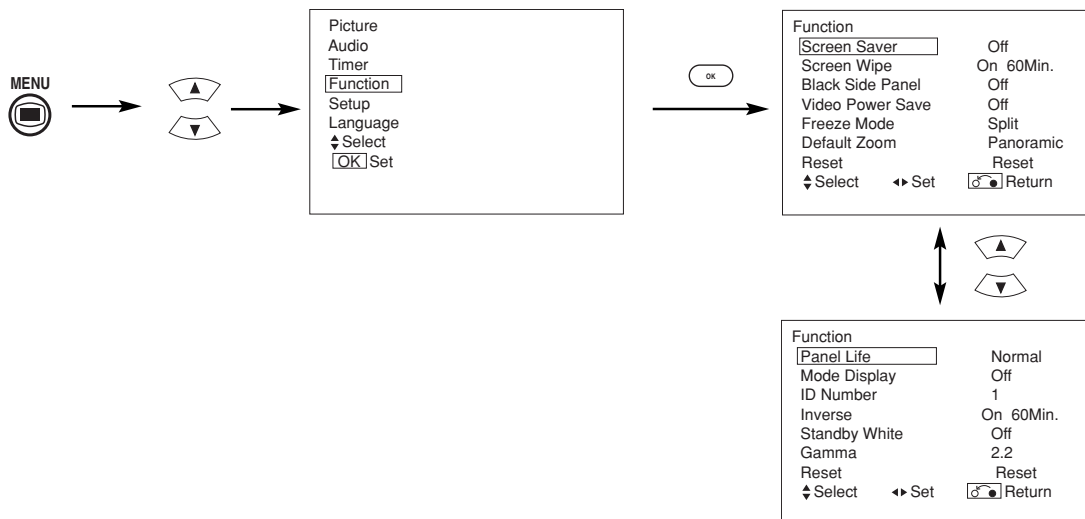 MENU
Picture
Audio
Timer
Function
Setup
Language
Select
OK Set
OK
Function
Screen Saver Off
Screen Wipe On 60Min.
Black Side Panel Off
Video Power Save Off
Freeze Mode Split
Default Zoom Panoramic
Reset Reset
Select Set Return
Function
Panel Life Normal
Mode Display Off
ID Number 1
Inverse On 60Min.
Standby White Off
Gamma 2.2
Reset Reset
Select Set Return